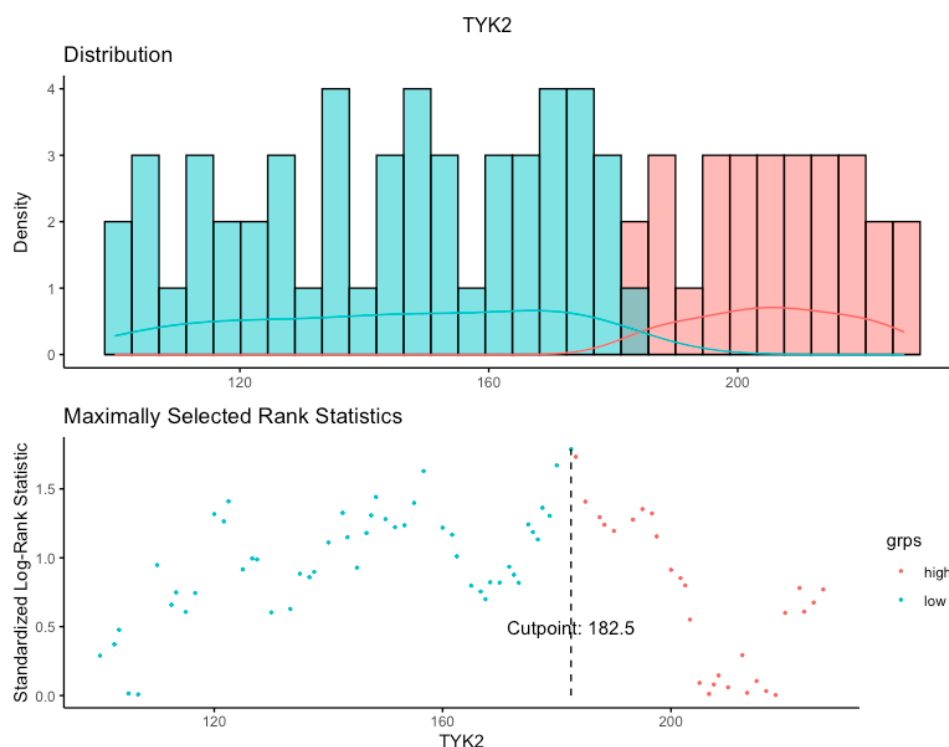 TYK2
Distribution
4
3
2
1
0
Density
120 160 200
Maximally Selected Rank Statistics
1.5
1.0
0.5
0.0
Standardized Log-Rank Statistic
Cutpoint: 182.5
120 160 200
TYK2
grps
high
low